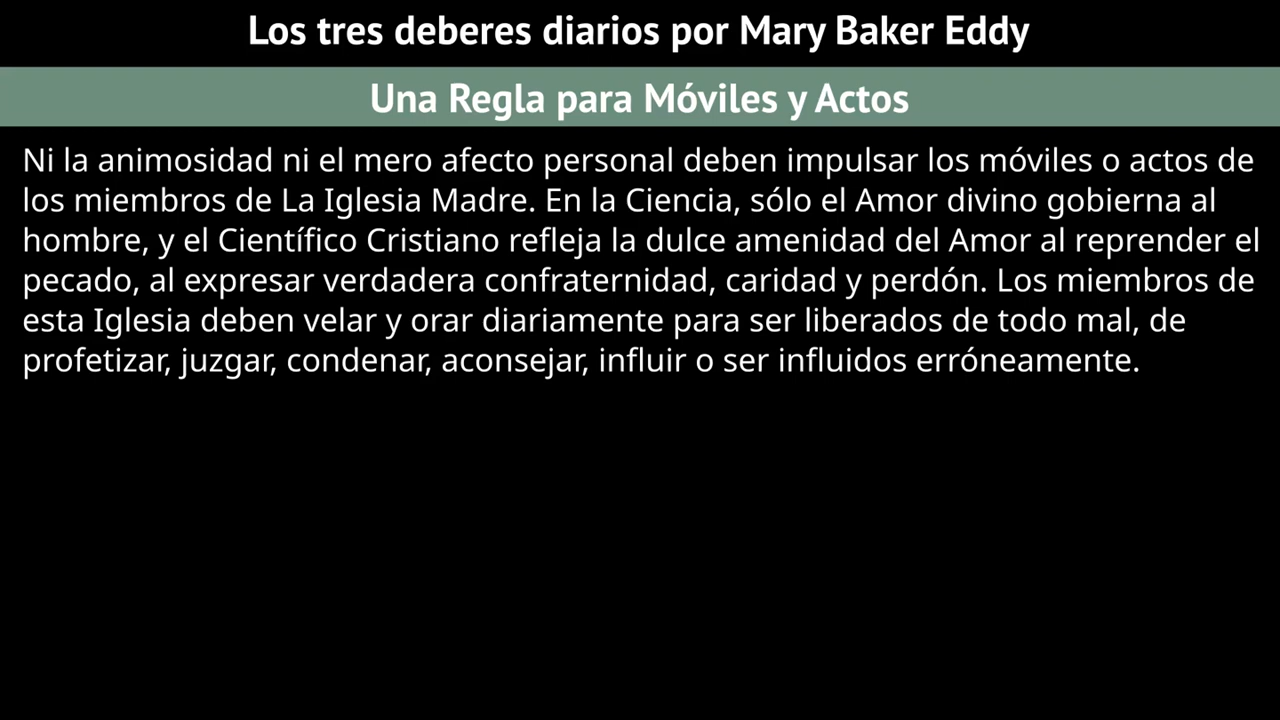 Los tres deberes diarios por Mary Baker Eddy
Una Regla para Móviles y Actos
Ni la animosidad ni el mero afecto personal deben impulsar los móviles o actos de
los miembros de La Iglesia Madre. En la Ciencia, sólo el Amor divino gobierna al
hombre, y el Científico Cristiano refleja la dulce amenidad del Amor al reprender el
pecado, al expresar verdadera confraternidad, caridad y perdón. Los miembros de
esta Iglesia deben velar y orar diariamente para ser liberados de todo mal, de
profetizar, juzgar, condenar, aconsejar, influir o ser influidos erróneamente.